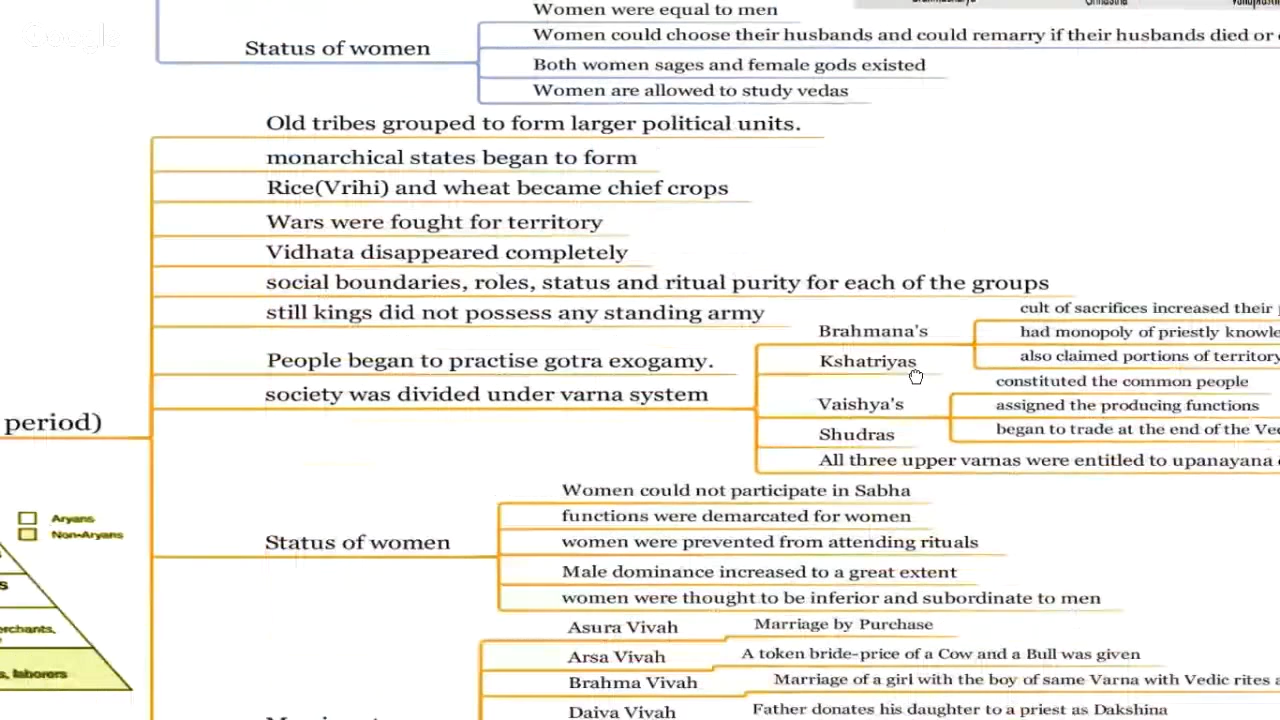 Google
Women were equal to men
Status of women
Women could choose their husbands and could remarry if their husbands died or
Both women sages and female gods existed
Women are allowed to study vedas
Old tribes grouped to form larger political units.
monarchical states began to form
Rice(Vrihi) and wheat became chief crops
Wars were fought for territory
Vidhata disappeared completely
social boundaries, roles, status and ritual purity for each of the groups
still kings did not possess any standing army
People began to practise gotra exogamy.
society was divided under varna system
Brahmana's
cult of sacrifices increased their
had monopoly of priestly
also claimed portions of territory
Kshatriyas
Vaishya's
constituted the common people
assigned the producing functions
began to trade at the end of the
Shudras
All three upper varnas were entitled to upanayana
period)
Aryans
Non-Aryans
laborers
Status of women
Women could not participate in Sabha
functions were demarcated for women
women were prevented from attending rituals
Male dominance increased to a great extent
women were thought to be inferior and subordinate to men
Asura Vivah
Marriage by Purchase
Arsa Vivah
A token bride-price of a Cow and a Bull was given
Brahma Vivah
Marriage of a girl with the boy of same Varna with Vedic rites
Daiva Vivah
Father donates his daughter to a priest as Dakshina